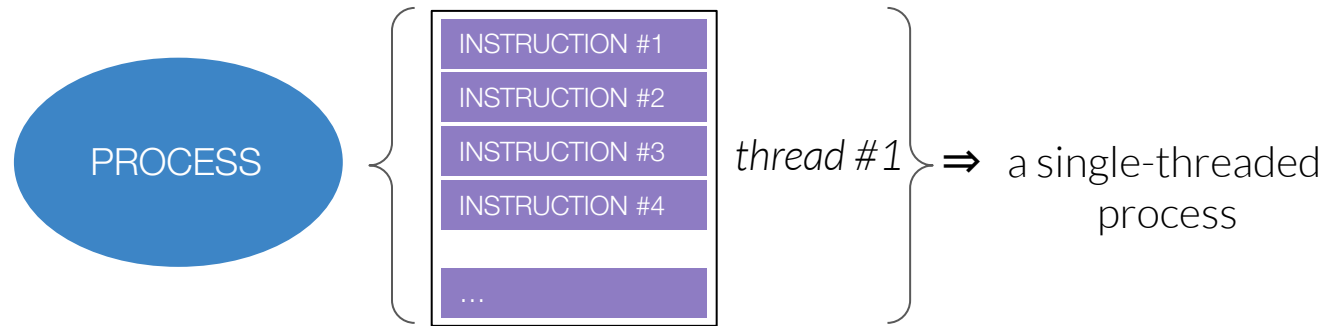 PROCESS
INSTRUCTION #1
INSTRUCTION #2
INSTRUCTION #3
INSTRUCTION #4
...
thread #1
⇒ a single-threaded
process